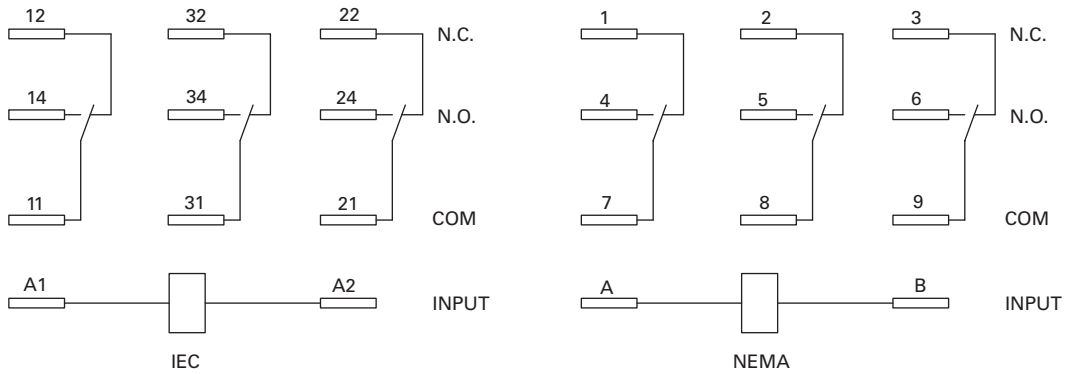 12 32 22 N.C.
14 34 24 N.O.
11 31 21 COM
A1 A2 INPUT
IEC
1 2 3 N.C.
4 5 6 N.O.
7 8 9 COM
A B INPUT
NEMA